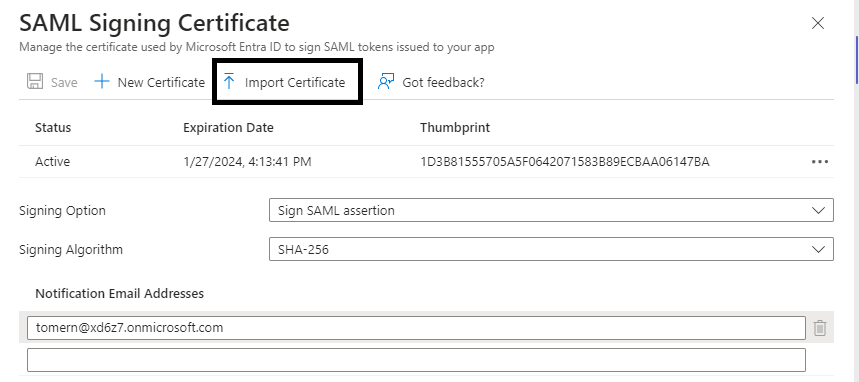 SAML Signing Certificate
Manage the certificate used by Microsoft Entra ID to sign SAML tokens issued to your app
Save New Certificate Import Certificate Got feedback?
Status Expiration Date Thumbprint
Active 1/27/2024, 4:13:41 PM 1D3B81555705A5F0642071583B89ECBAA06147BA
Signing Option Sign SAML assertion
Signing Algorithm SHA-256
Notification Email Addresses
tomern@xd6z7.onmicrosoft.com